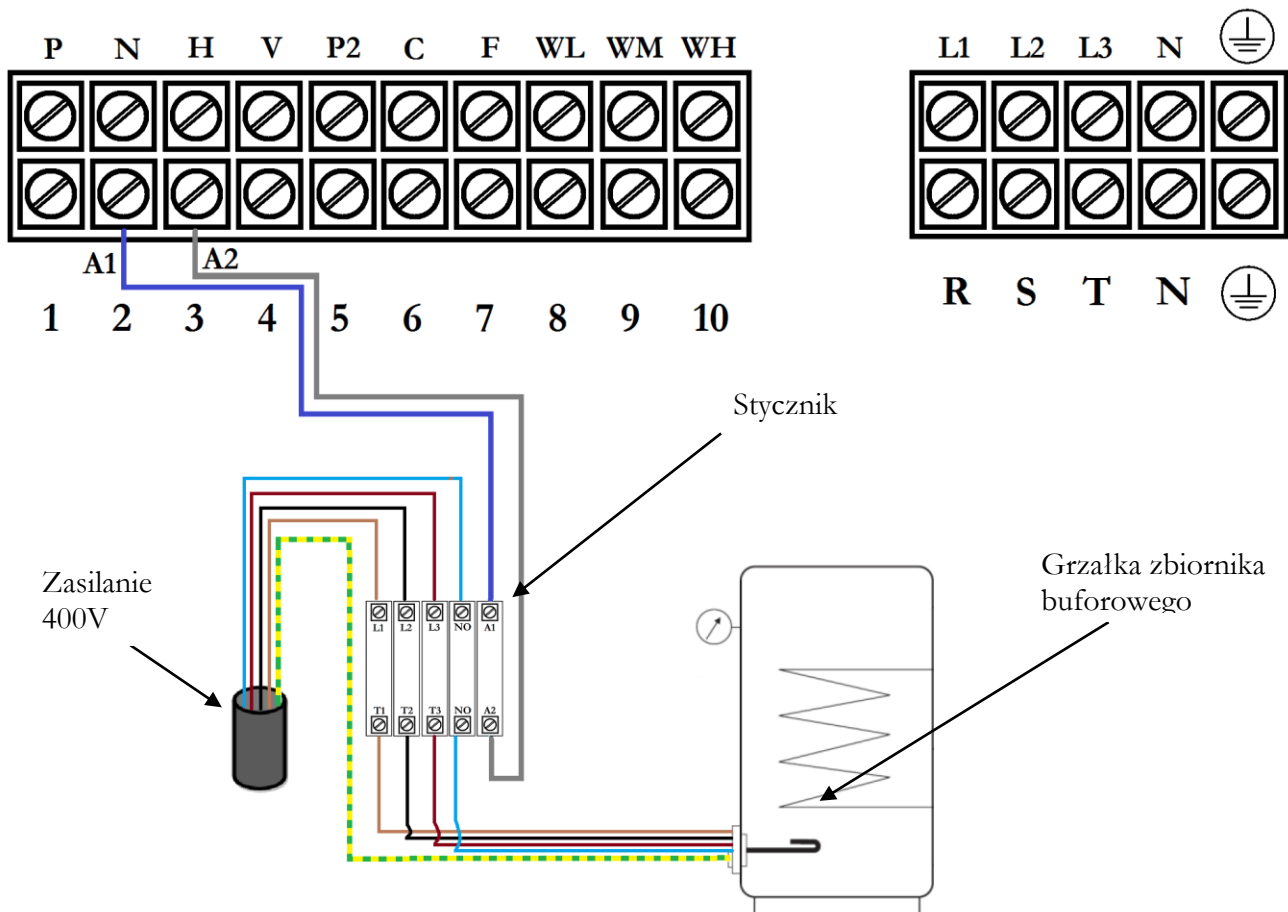 P N H V P2 C F WL WM WH
L1 L2 L3 N
A1 A2
1 2 3 4 5 6 7 8 9 10
R S T N
Stycznik
Zasilanie
400V
Grzałka zbiornika
buforowego
L1 L2 L3 NO A1
T1 T2 T3 NO A2